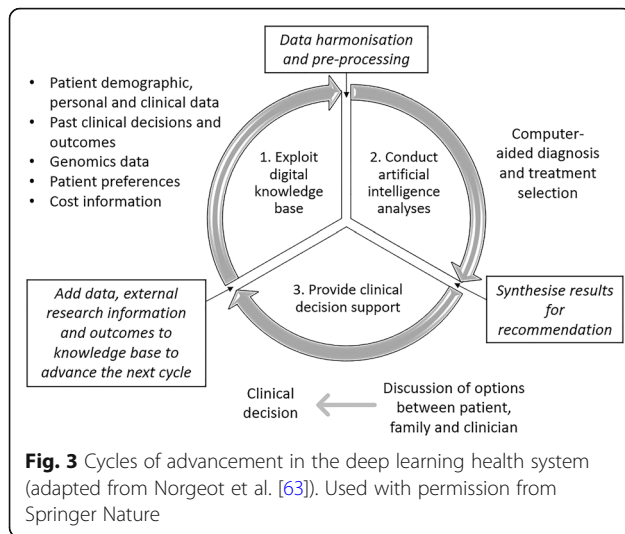 Data harmonisation
and pre-processing
• Patient demographic,
personal and clinical data
• Past clinical decisions and
outcomes
• Genomics data
• Patient preferences
• Cost information
1. Exploit
digital
knowledge
base
2. Conduct
artificial
intelligence
analyses
Computer-
aided diagnosis
and treatment
selection
3. Provide clinical
decision support
Synthesise results
for
recommendation
Add data, external
research information
and outcomes to
knowledge base to
advance the next cycle
Clinical
decision
Discussion of options
between patient,
family and clinician
Fig. 3 Cycles of advancement in the deep learning health system
(adapted from Norgeot et al. [63]). Used with permission from
Springer Nature